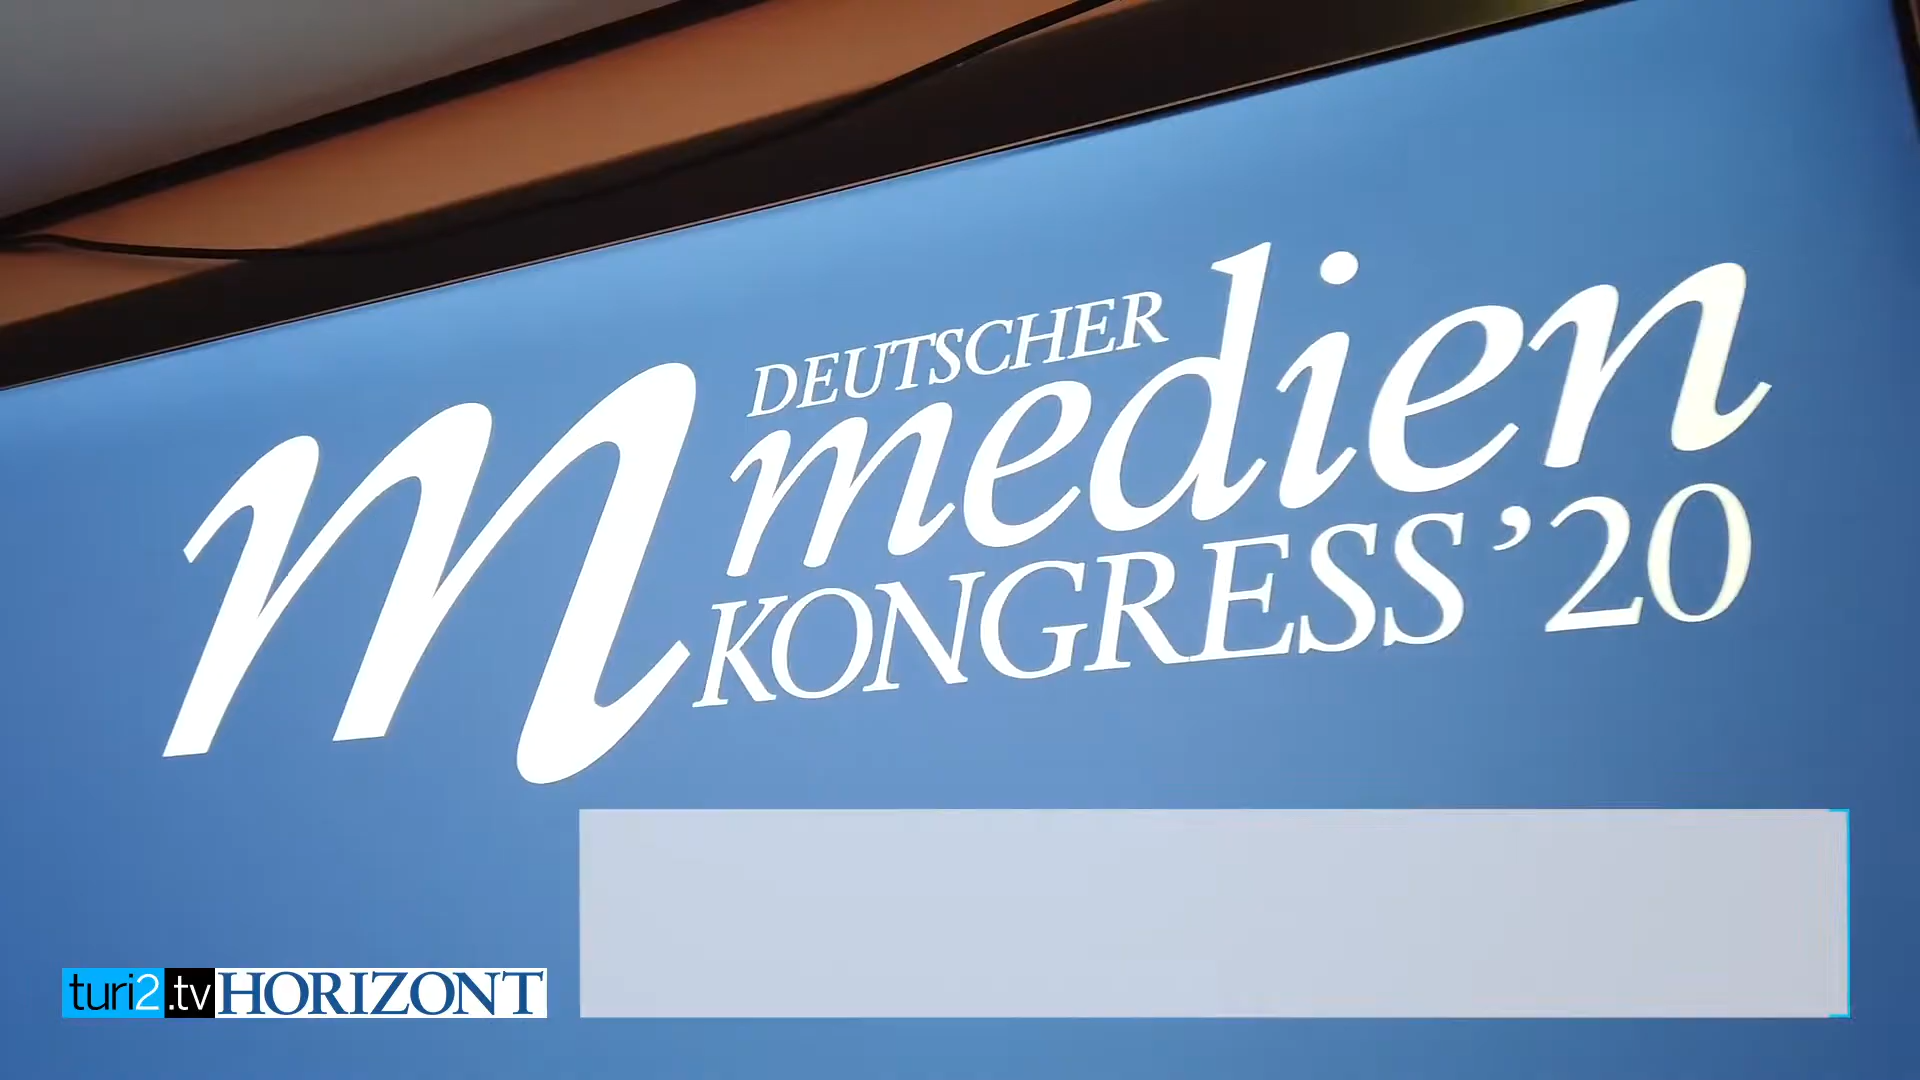 m
DEUTSCHER
medien
KONGRESS '20
turi2.tv HORIZONT